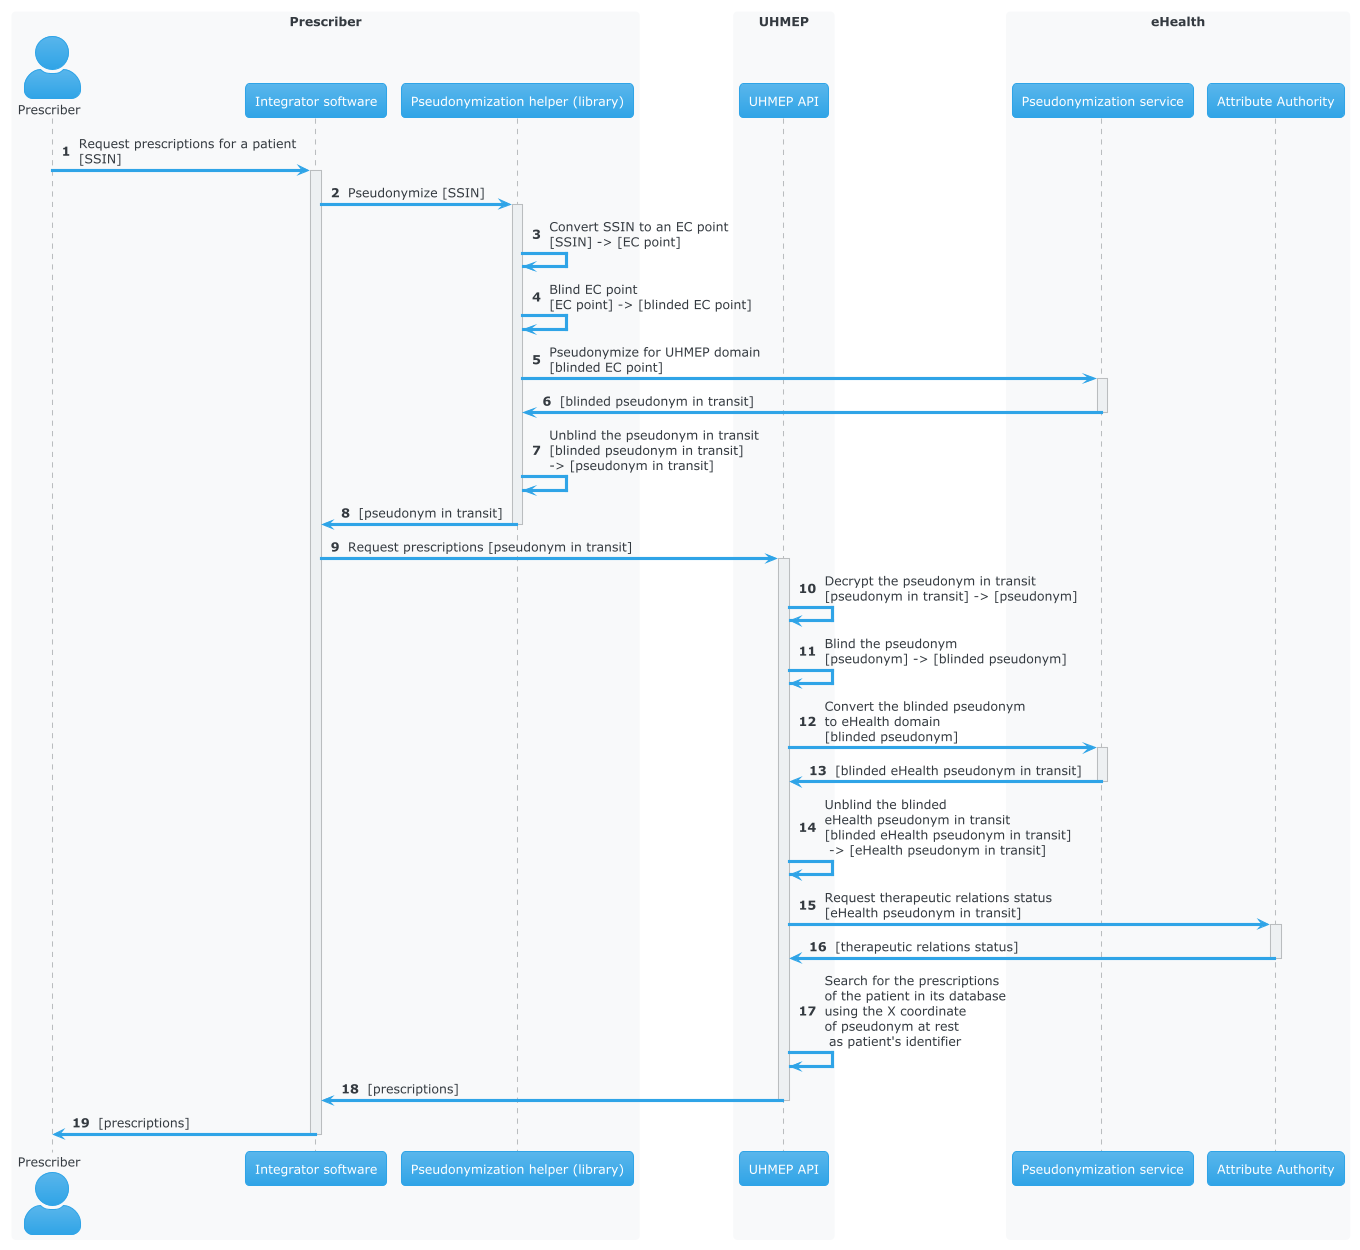 Prescriber
UHMEP
eHealth
Prescriber
Integrator software
Pseudonymization helper (library)
UHMEP API
Pseudonymization service
Attribute Authority
1 Request prescriptions for a patient
[SSIN]
2 Pseudonymize [SSIN]
3 Convert SSIN to an EC point
[SSIN] -> [EC point]
4 Blind EC point
[EC point] -> [blinded EC point]
5 Pseudonymize for UHMEP domain
[blinded EC point]
6 [blinded pseudonym in transit]
7 Unblind the pseudonym in transit
[blinded pseudonym in transit]
-> [pseudonym in transit]
8 [pseudonym in transit]
9 Request prescriptions [pseudonym in transit]
10 Decrypt the pseudonym in transit
[pseudonym in transit] -> [pseudonym]
11 Blind the pseudonym
[pseudonym] -> [blinded pseudonym]
12 Convert the blinded pseudonym
to eHealth domain
[blinded pseudonym]
13 [blinded eHealth pseudonym in transit]
14 Unblind the blinded
eHealth pseudonym in transit
[blinded eHealth pseudonym in transit]
-> [eHealth pseudonym in transit]
15 Request therapeutic relations status
[eHealth pseudonym in transit]
16 [therapeutic relations status]
17 Search for the prescriptions
of the patient in its database
using the X coordinate
of pseudonym at rest
as patient's identifier
18 [prescriptions]
19 [prescriptions]
Prescriber
Integrator software
Pseudonymization helper (library)
UHMEP API
Pseudonymization service
Attribute Authority